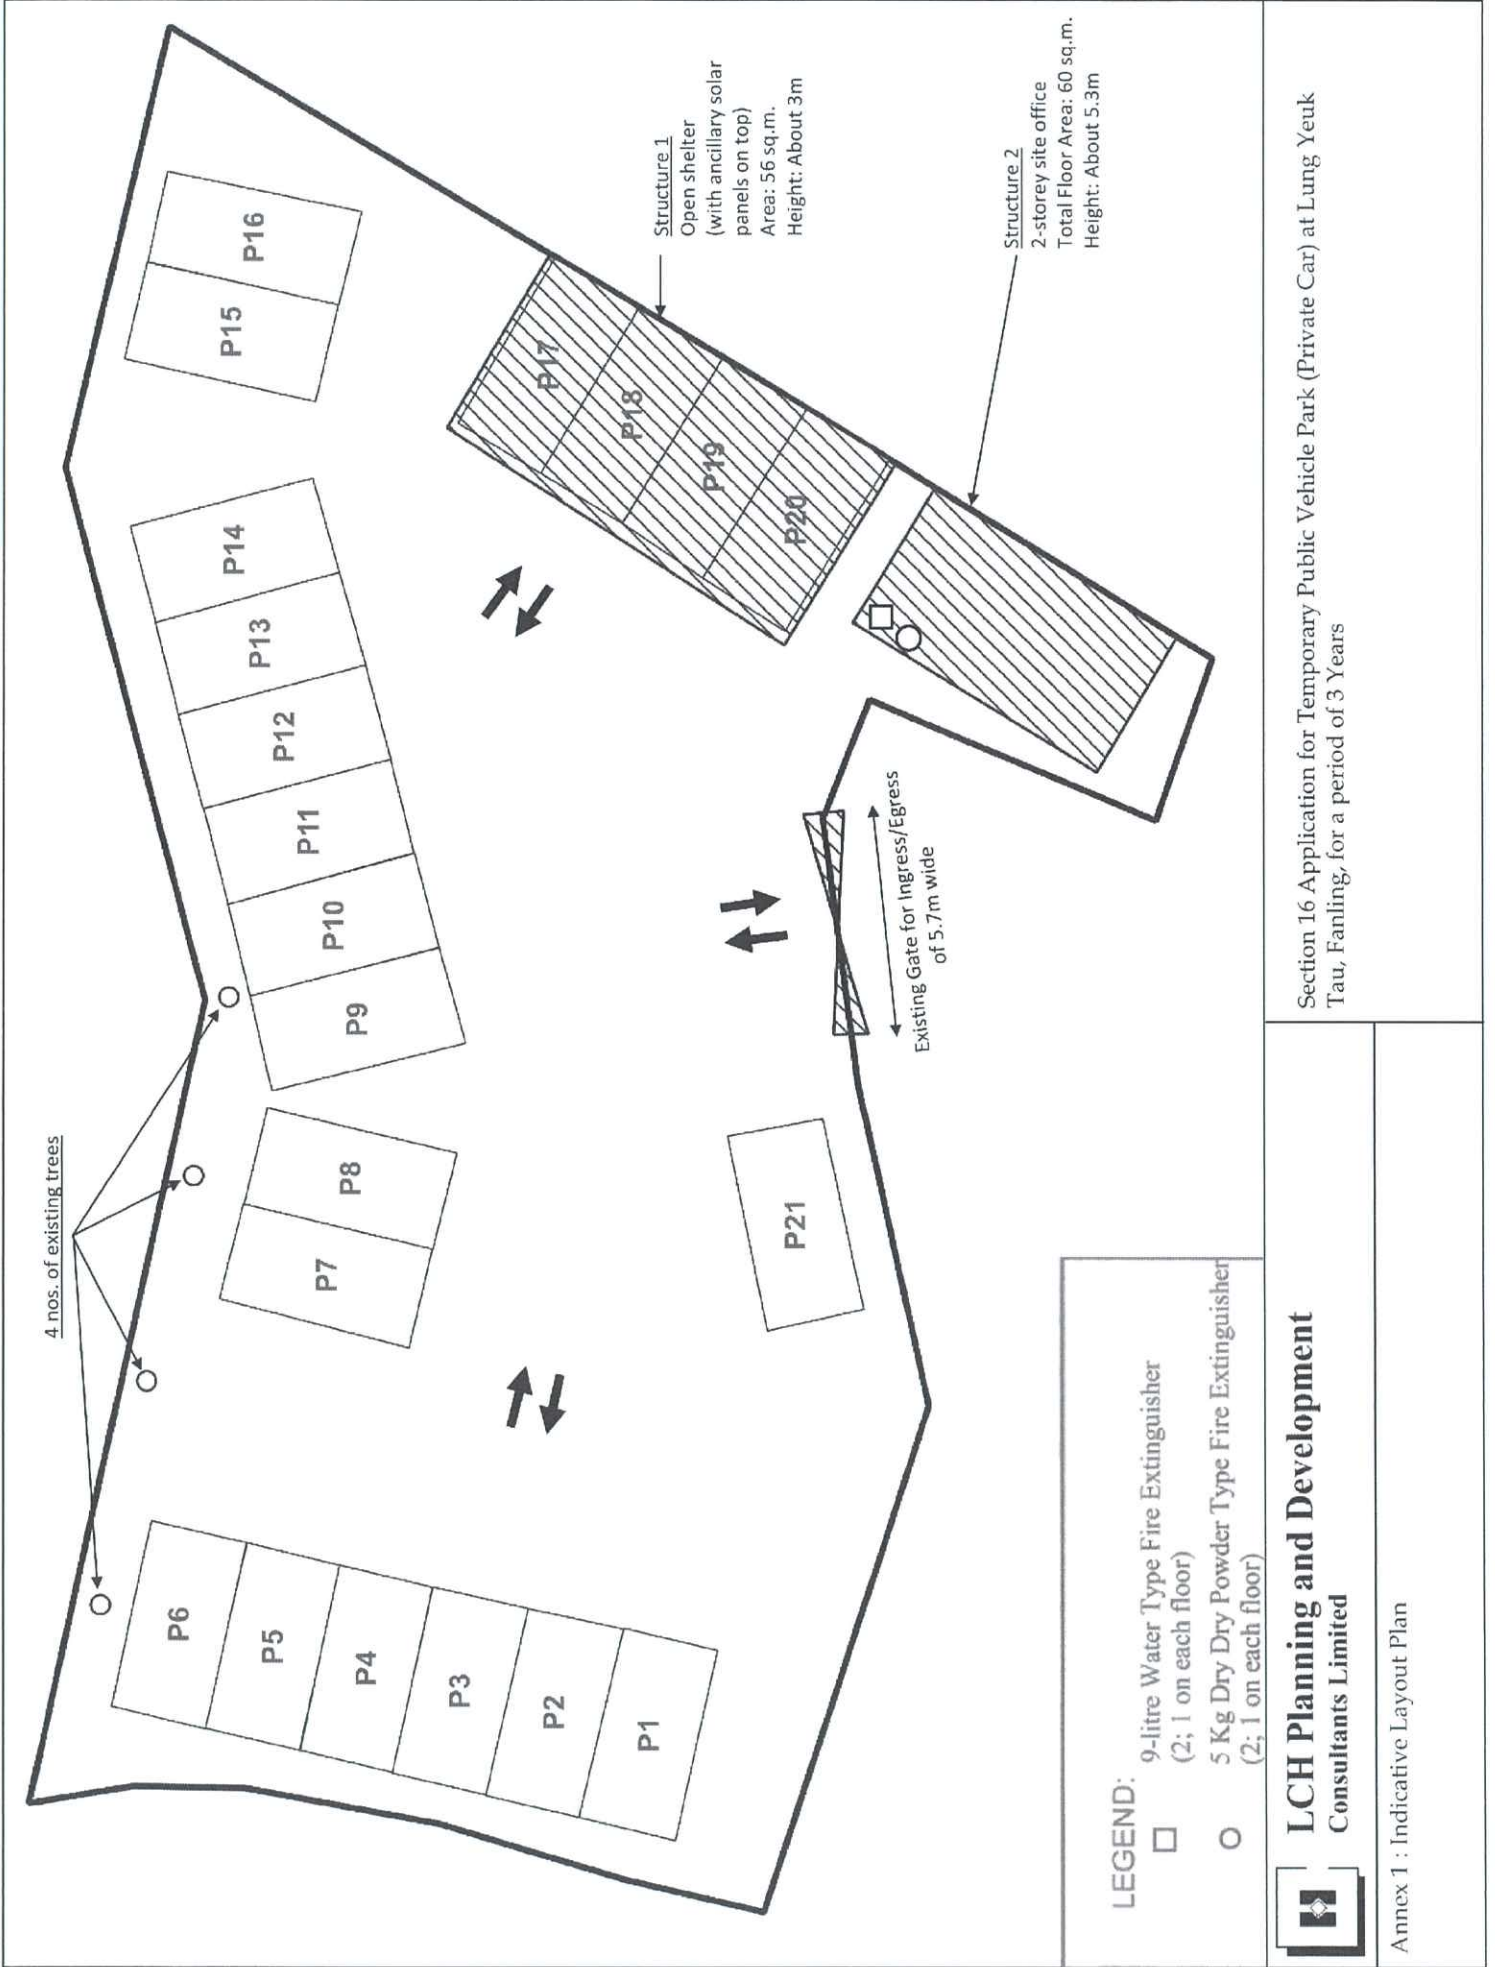 4 nos. of existing trees
P6
P5
P4
P3
P2
P1
P7
P8
P9
P10
P11
P12
P13
P14
P15
P16
P17
P18
P19
P20
P21
Structure 1
Open shelter
(with ancillary solar
panels on top)
Area: 56 sq.m.
Height: About 3m
Structure 2
2-storey site office
Total Floor Area: 60 sq.m.
Height: About 5.3m
Existing Gate for Ingress/Egress
of 5.7m wide
LEGEND:
9-litre Water Type Fire Extinguisher
(2; 1 on each floor)
5 Kg Dry Dry Powder Type Fire Extinguisher
(2; 1 on each floor)
LCH Planning and Development
Consultants Limited
Section 16 Application for Temporary Public Vehicle Park (Private Car) at Lung Yeuk
Tau, Fanling, for a period of 3 Years
Annex 1 : Indicative Layout Plan